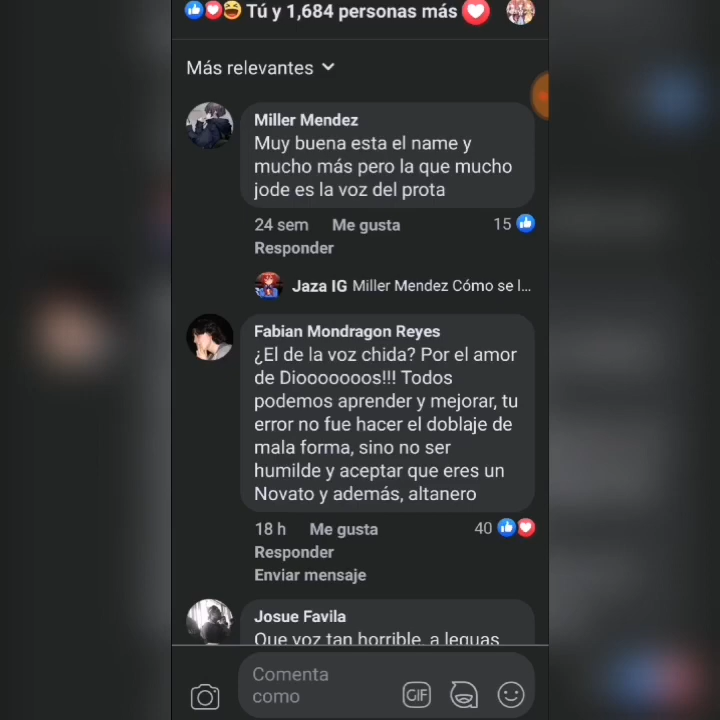 Tú y 1,684 personas más
Más relevantes
Miller Mendez
Muy buena esta el name y
mucho más pero la que mucho
jode es la voz del prota
24 sem Me gusta 15
Responder
Jaza IG Miller Mendez Cómo se l...
Fabian Mondragon Reyes
¿El de la voz chida? Por el amor
de Diooooooos!!! Todos
podemos aprender y mejorar, tu
error no fue hacer el doblaje de
mala forma, sino no ser
humilde y aceptar que eres un
Novato y además, altanero
18 h Me gusta 40
Responder
Enviar mensaje
Josue Favila
Que voz tan horrible, a leguas
Comenta
como
GIF